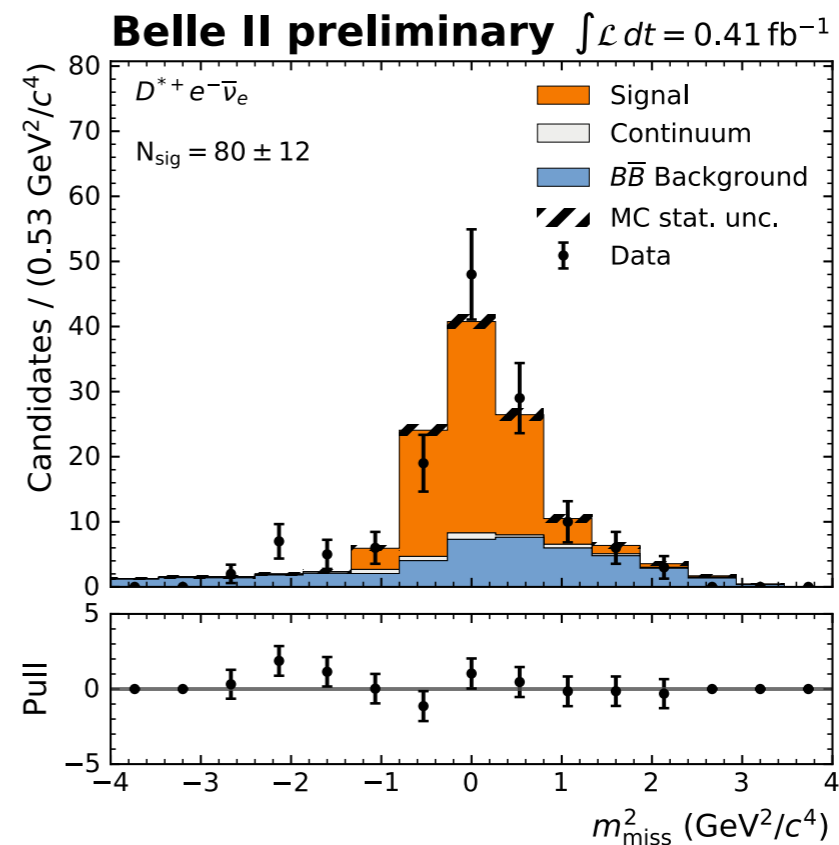 Belle II preliminary ∫ℒ dt = 0.41 fb⁻¹
D*⁺e⁻ν̅ₑ
N_sig = 80 ± 12
Signal
Continuum
BB̅ Background
MC stat. unc.
Data
Candidates / (0.53 GeV²/c⁴)
80
70
60
50
40
30
20
10
0
Pull
5
0
−5
−4 −3 −2 −1 0 1 2 3 4
m²_miss (GeV²/c⁴)